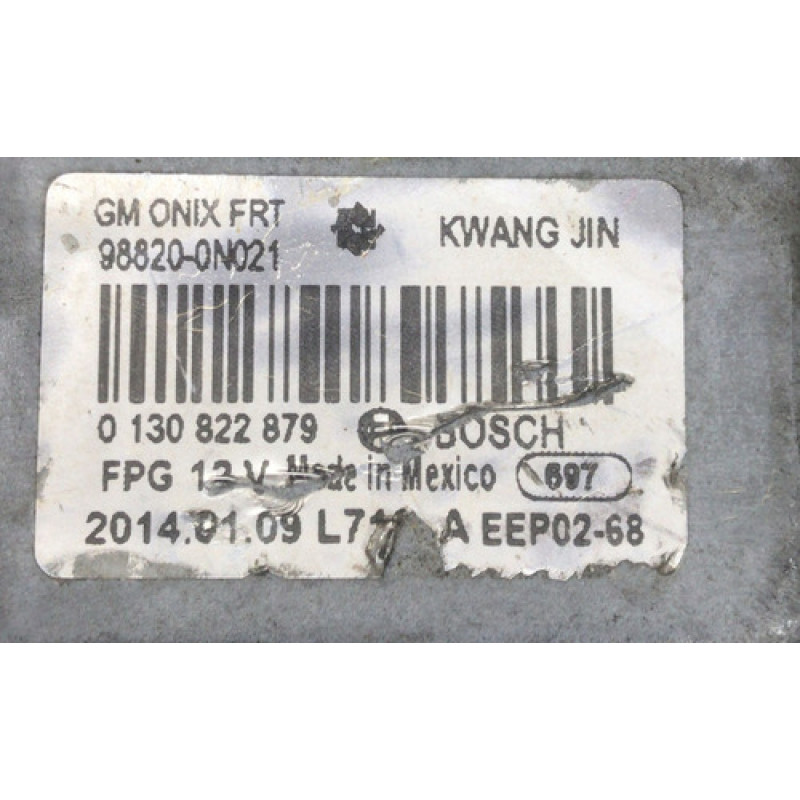 GM ONIX FRT KWANG JIN
98820-0N021
0 130 822 879 BOSCH
FPG 12 V Made in Mexico 697
2014.01.09 A EEP02-68